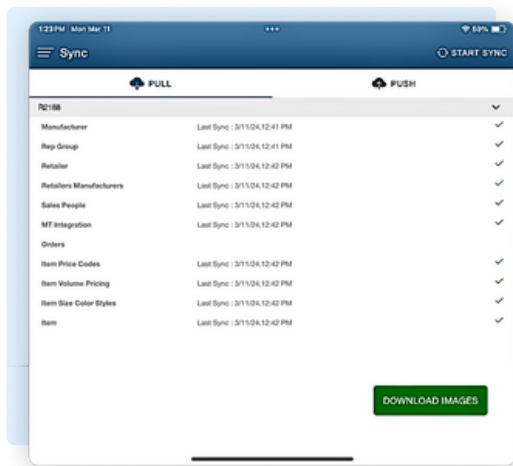 1:23 PM Mon Mar 11 59%
Sync START SYNC
PULL PUSH
R2188
Manufacturer Last Sync : 3/11/24,12:41 PM
Rep Group Last Sync : 3/11/24,12:41 PM
Retailer Last Sync : 3/11/24,12:42 PM
Retailers Manufacturers Last Sync : 3/11/24,12:42 PM
Sales People Last Sync : 3/11/24,12:42 PM
MT Integration Last Sync : 3/11/24,12:42 PM
Orders
Item Price Codes Last Sync : 3/11/24,12:42 PM
Item Volume Pricing Last Sync : 3/11/24,12:42 PM
Item Size Color Styles Last Sync : 3/11/24,12:42 PM
Item Last Sync : 3/11/24,12:42 PM
DOWNLOAD IMAGES